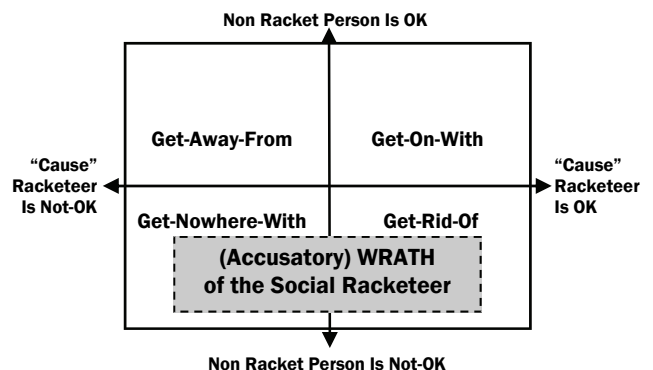 Non Racket Person Is OK
Get-Away-From
Get-On-With
“Cause”
Racketeer
Is Not-OK
“Cause”
Racketeer
Is OK
Get-Nowhere-With
Get-Rid-Of
(Accusatory) WRATH
of the Social Racketeer
Non Racket Person Is Not-OK